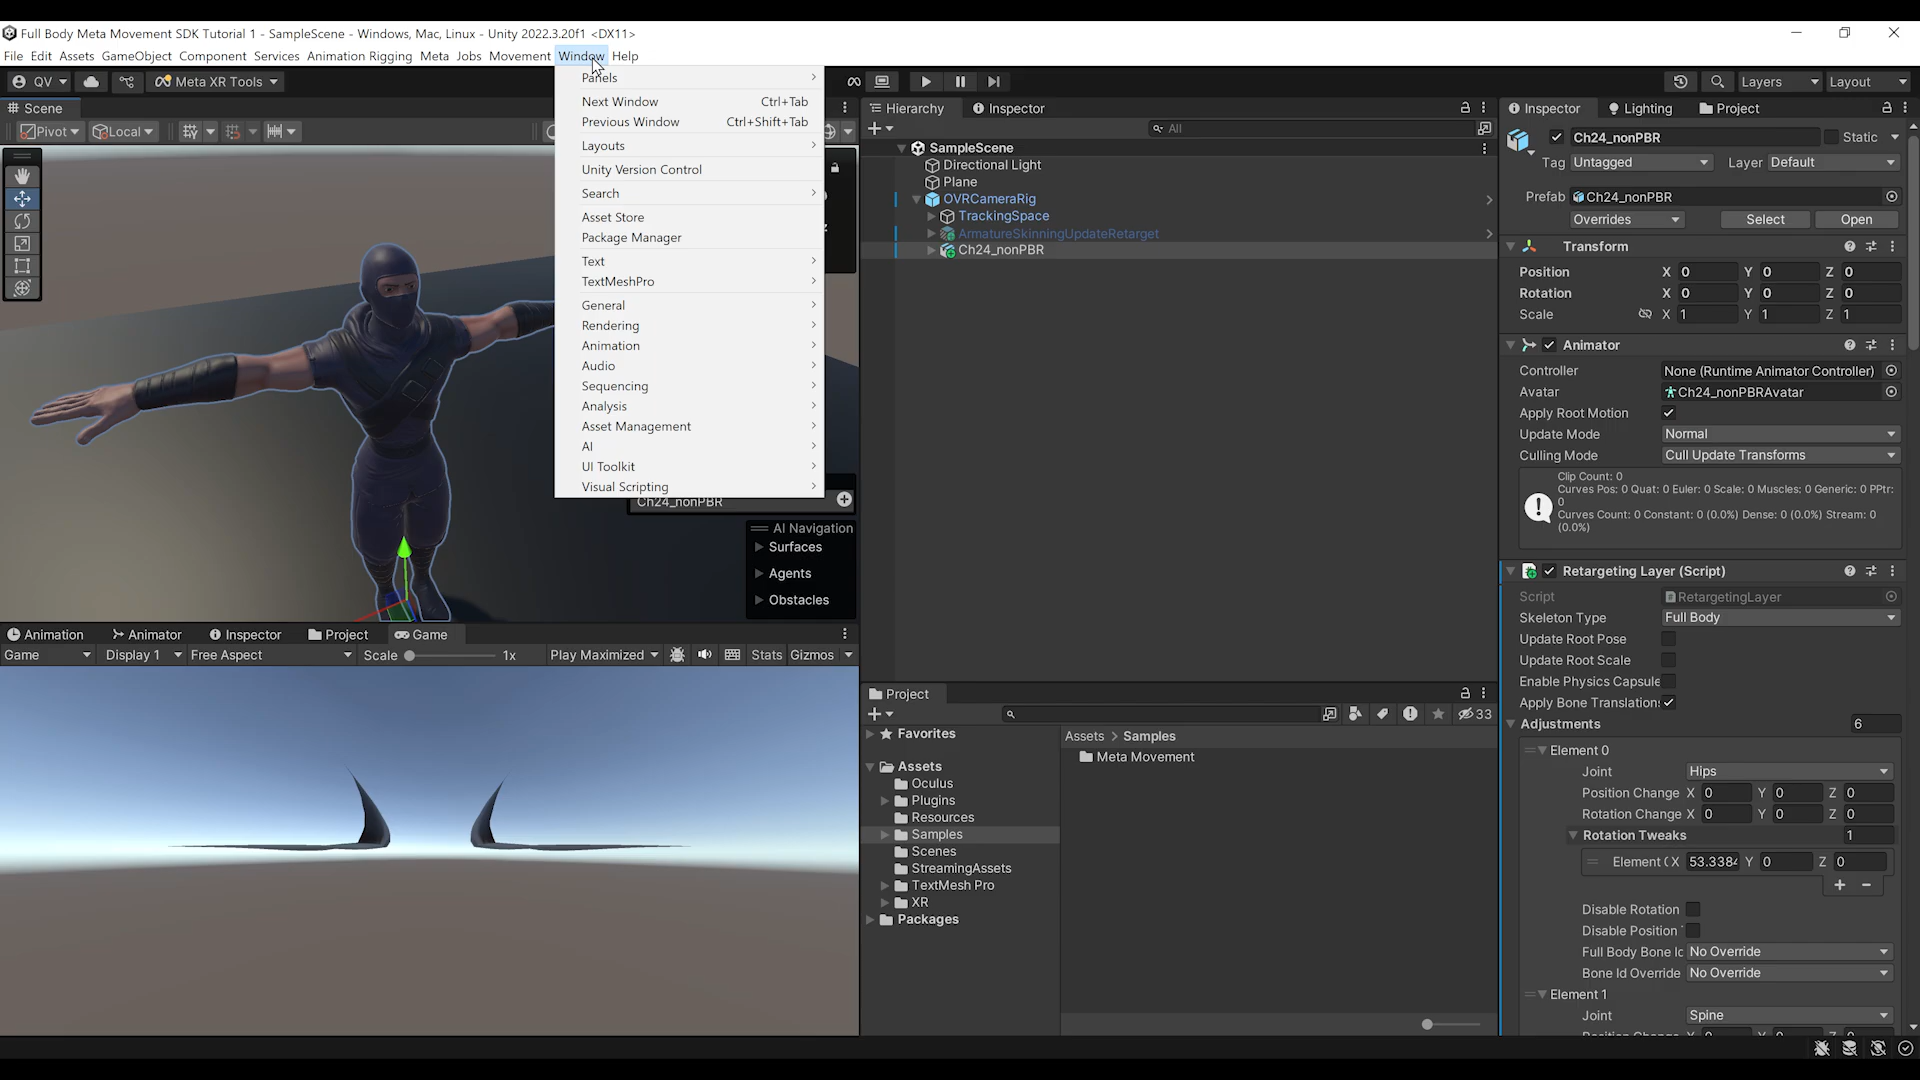 Full Body Meta Movement SDK Tutorial 1 - SampleScene - Windows, Mac, Linux - Unity 2022.3.20f1 <DX11>
File Edit Assets GameObject Component Services Animation Rigging Meta Jobs Movement Window Help
QV Meta XR Tools Layers Layout
Scene
Pivot Local
Panels
Next Window Ctrl+Tab
Previous Window Ctrl+Shift+Tab
Layouts
Unity Version Control
Search
Asset Store
Package Manager
Text
TextMeshPro
General
Rendering
Animation
Audio
Sequencing
Analysis
Asset Management
AI
UI Toolkit
Visual Scripting
Ch24_nonPBR
AI Navigation
Surfaces
Agents
Obstacles
Animation Animator Inspector Project Game
Game Display 1 Free Aspect Scale 1x Play Maximized Stats Gizmos
Hierarchy Inspector
All
SampleScene
Directional Light
Plane
OVRCameraRig
TrackingSpace
ArmatureSkinningUpdateRetarget
Ch24_nonPBR
Project
33
Favorites
Assets
Oculus
Plugins
Resources
Samples
Scenes
StreamingAssets
TextMesh Pro
XR
Packages
Assets > Samples
Meta Movement
Inspector Lighting Project
Ch24_nonPBR Static
Tag Untagged Layer Default
Prefab Ch24_nonPBR
Overrides Select Open
Transform
Position X 0 Y 0 Z 0
Rotation X 0 Y 0 Z 0
Scale X 1 Y 1 Z 1
Animator
Controller None (Runtime Animator Controller)
Avatar Ch24_nonPBRAvatar
Apply Root Motion
Update Mode Normal
Culling Mode Cull Update Transforms
Clip Count: 0
Curves Pos: 0 Quat: 0 Euler: 0 Scale: 0 Muscles: 0 Generic: 0 PPtr:
0
Curves Count: 0 Constant: 0 (0.0%) Dense: 0 (0.0%) Stream: 0
(0.0%)
Retargeting Layer (Script)
Script RetargetingLayer
Skeleton Type Full Body
Update Root Pose
Update Root Scale
Enable Physics Capsule
Apply Bone Translation
Adjustments 6
Element 0
Joint Hips
Position Change X 0 Y 0 Z 0
Rotation Change X 0 Y 0 Z 0
Rotation Tweaks 1
Element ( X 53.3384 Y 0 Z 0
+ −
Disable Rotation
Disable Position
Full Body Bone Ic No Override
Bone Id Override No Override
Element 1
Joint Spine